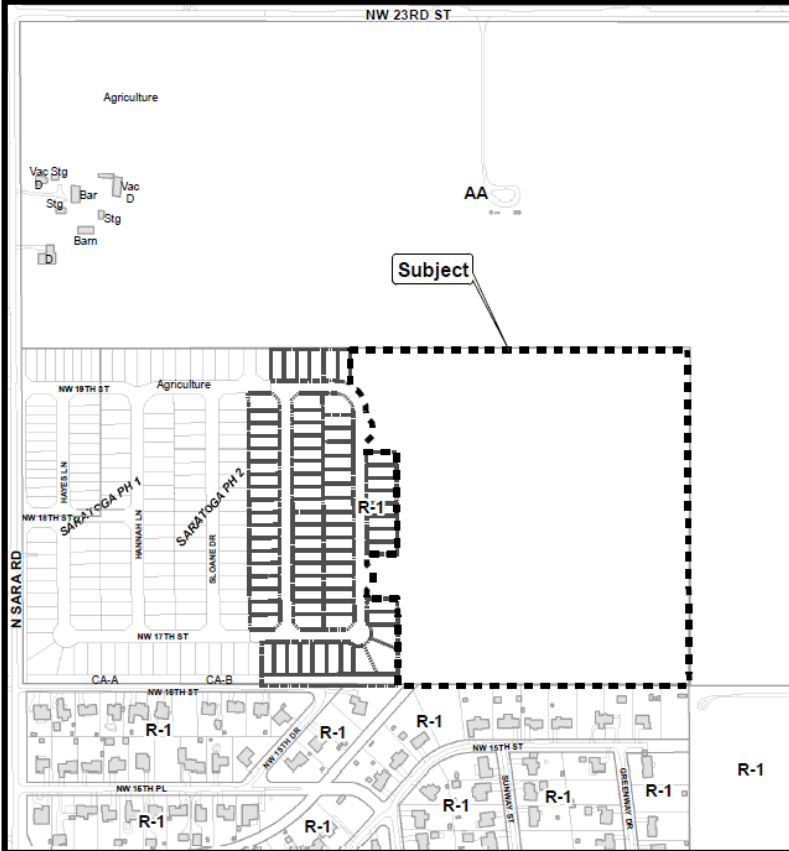 NW 23RD ST
Agriculture
Vac Stg
D
Bar
Vac
D
Stg
Stg
Barn
D
AA
Subject
NW 19TH ST
Agriculture
HAYES LN
SARATOGA PH 1
SARATOGA PH 2
R-1
NW 18TH ST
HANNAH LN
SLOANE DR
N SARA RD
NW 17TH ST
CA-A
CA-B
NW 16TH ST
R-1
R-1
R-1
NW 15TH DR
NW 15TH ST
NW 15TH PL
R-1
R-1
R-1
SUNWAY ST
R-1
GREENWAY DR
R-1
R-1